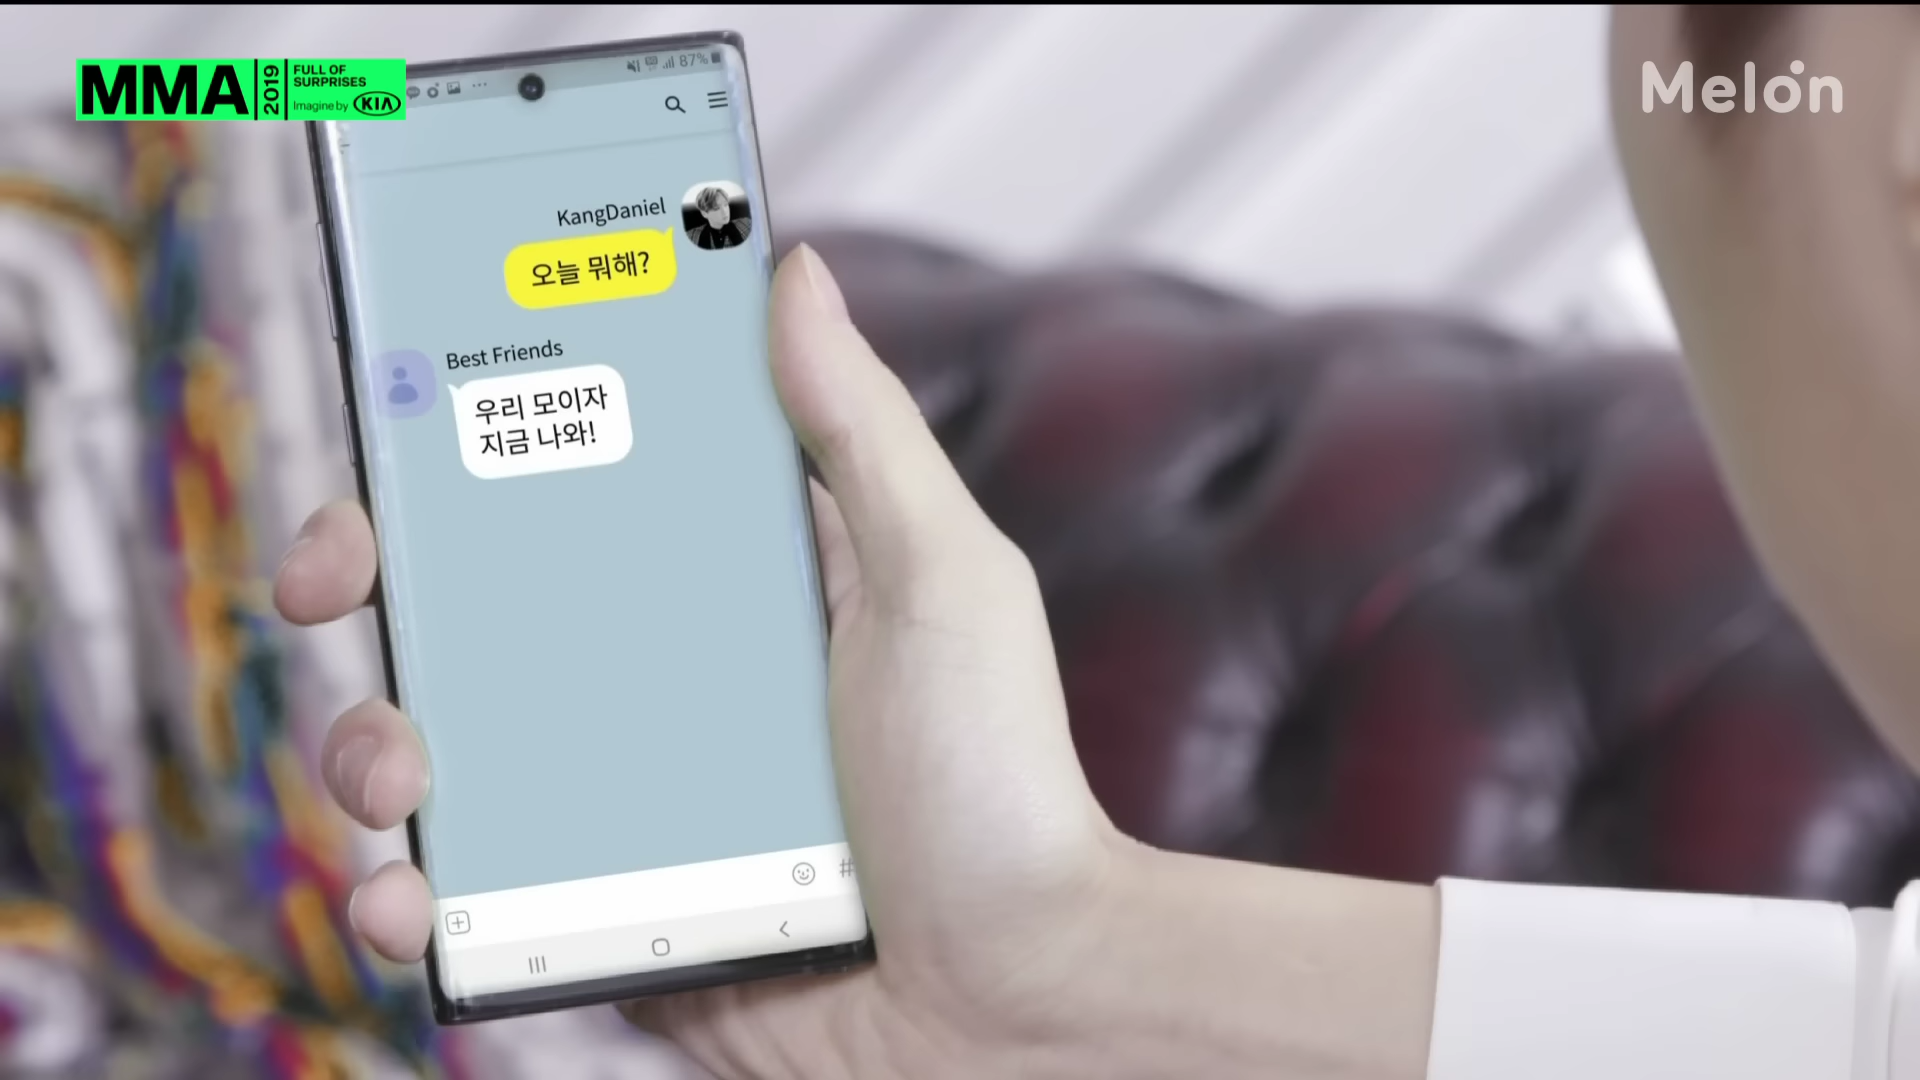 MMA
2019
FULL OF
SURPRISES
Imagine by KIA
Melon
87%
KangDaniel
오늘 뭐해?
Best Friends
우리 모이자
지금 나와!
#